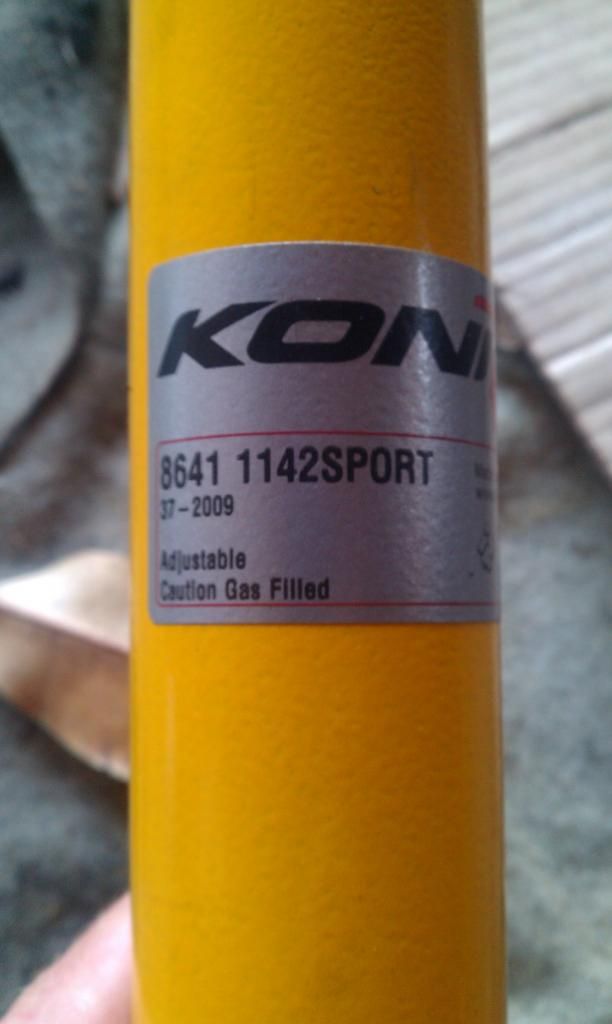 KONI
8641 1142SPORT
37-2009
Adjustable
Caution Gas Filled